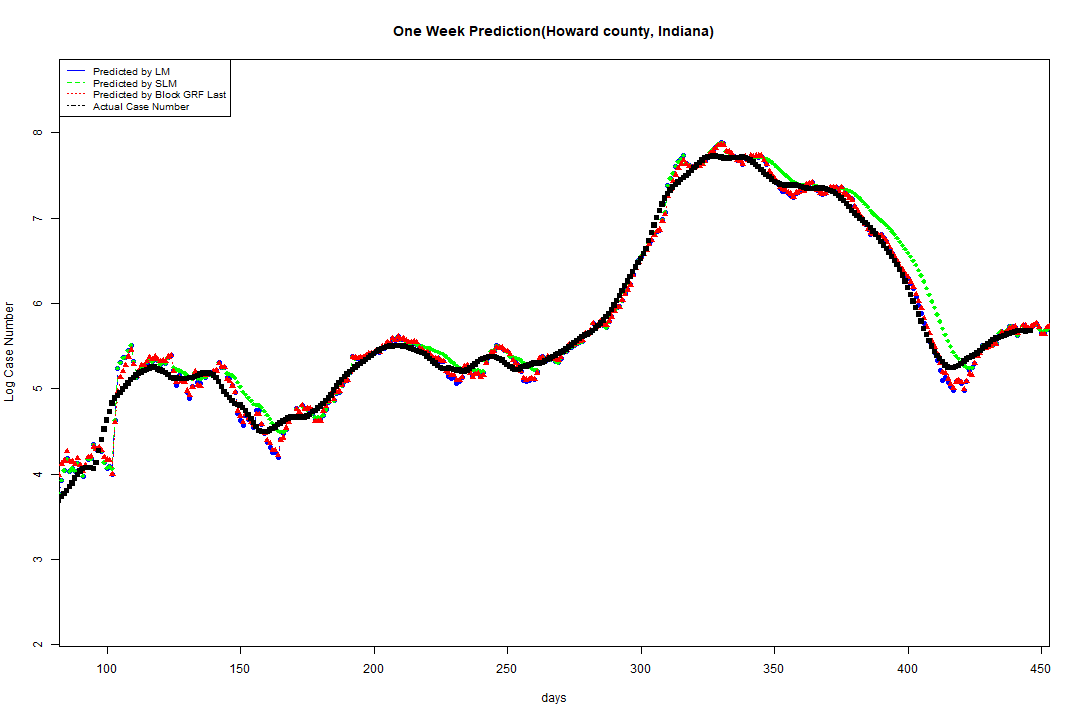 One Week Prediction(Howard county, Indiana)
Predicted by LM
Predicted by SLM
Predicted by Block GRF Last
Actual Case Number
8
7
6
5
4
3
2
Log Case Number
100 150 200 250 300 350 400 450
days